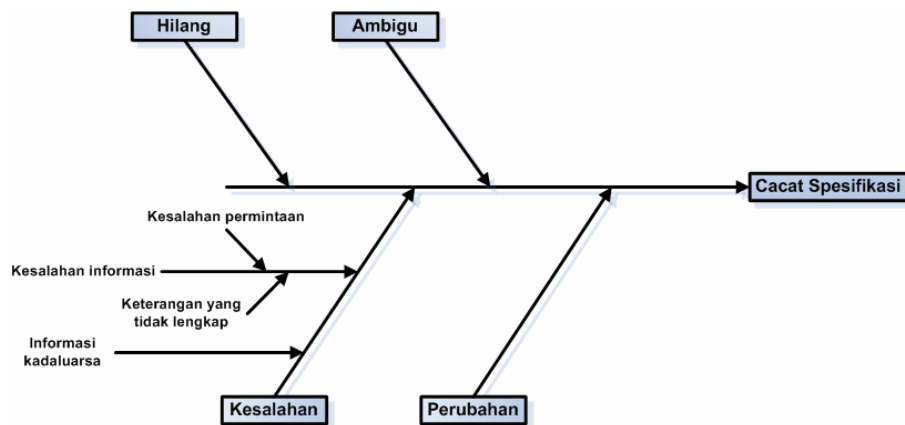 Hilang
Ambigu
Cacat Spesifikasi
Kesalahan permintaan
Kesalahan informasi
Keterangan yang
tidak lengkap
Informasi
kadaluarsa
Kesalahan
Perubahan